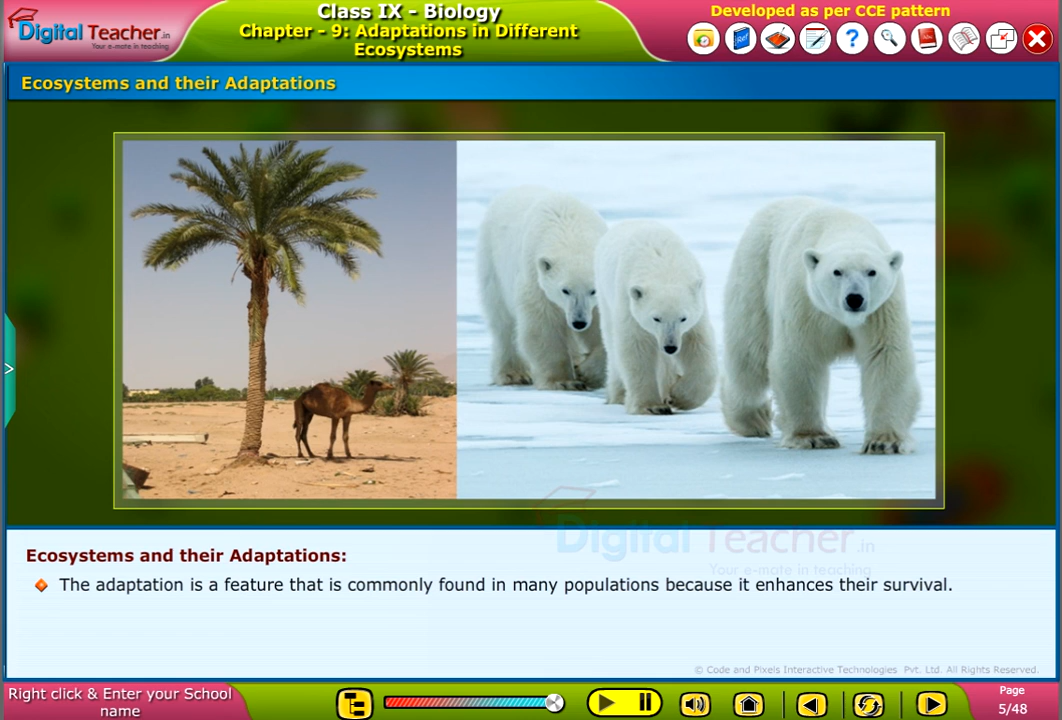 Digital Teacher.in
Your e-mate in teaching
Class IX - Biology
Chapter - 9: Adaptations in Different
Ecosystems
Developed as per CCE pattern
Ecosystems and their Adaptations
Digital Teacher.in
Your e-mate in teaching
Ecosystems and their Adaptations:
The adaptation is a feature that is commonly found in many populations because it enhances their survival.
© Code and Pixels Interactive Technologies Pvt. Ltd. All Rights Reserved.
Right click & Enter your School
name
Page
5/48